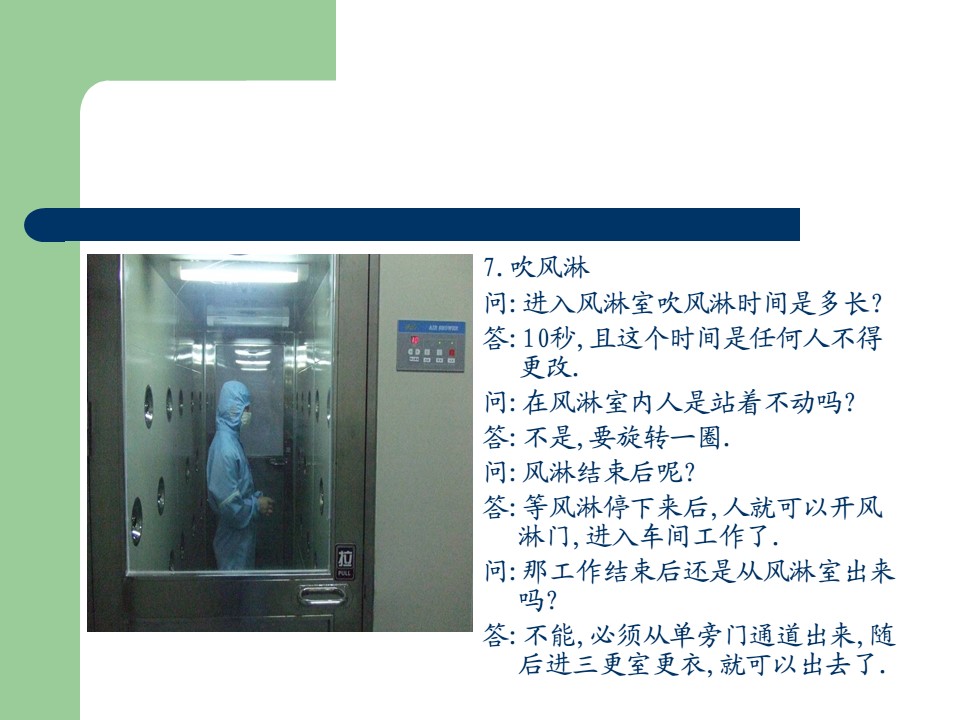 7. 吹风淋
问: 进入风淋室吹风淋时间是多长?
答: 10秒, 且这个时间是任何人不得
更改.
问: 在风淋室内人是站着不动吗?
答: 不是, 要旋转一圈.
问: 风淋结束后呢?
答: 等风淋停下来后, 人就可以开风
淋门, 进入车间工作了.
问: 那工作结束后还是从风淋室出来
吗?
答: 不能, 必须从单旁门通道出来, 随
后进三更室更衣, 就可以出去了.
拉
PULL